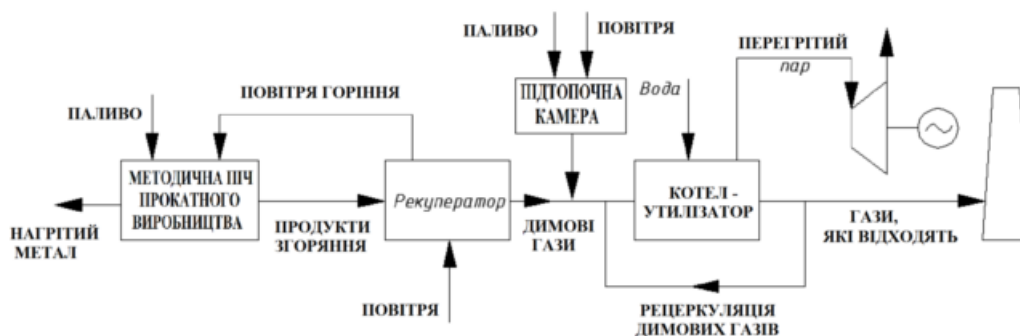 ПАЛИВО
ПОВІТРЯ
ПЕРЕГРІТИЙ
пар
ПІДТОПОЧНА
КАМЕРА
Вода
ПОВІТРЯ ГОРІННЯ
ПАЛИВО
МЕТОДИЧНА ПІЧ
ПРОКАТНОГО
ВИРОБНИЦТВА
Рекуператор
КОТЕЛ -
УТИЛІЗАТОР
НАГРІТИЙ
МЕТАЛ
ПРОДУКТИ
ЗГОРЯННЯ
ДИМОВІ
ГАЗИ
ГАЗИ,
ЯКІ ВІДХОДЯТЬ
ПОВІТРЯ
РЕЦЕРКУЛЯЦІЯ
ДИМОВИХ ГАЗІВ